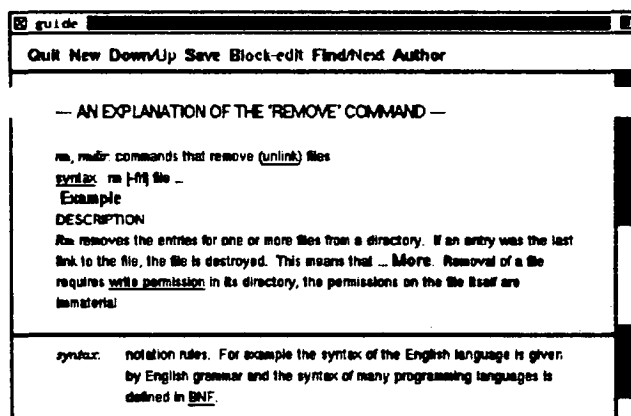 guide
Quit New Down/Up Save Block-edit Find/Next Author
— AN EXPLANATION OF THE "REMOVE" COMMAND —
rm, rmdir: commands that remove (unlink) files
syntax rm [-fri] file ...
Example
DESCRIPTION
Rm removes the entries for one or more files from a directory. If an entry was the last
link to the file, the file is destroyed. This means that ... More. Removal of a file
requires write permission in its directory, the permissions on the file itself are
immaterial
syntax: notation rules. For example the syntax of the English language is given
by English grammar and the syntax of many programming languages is
defined in BNF.